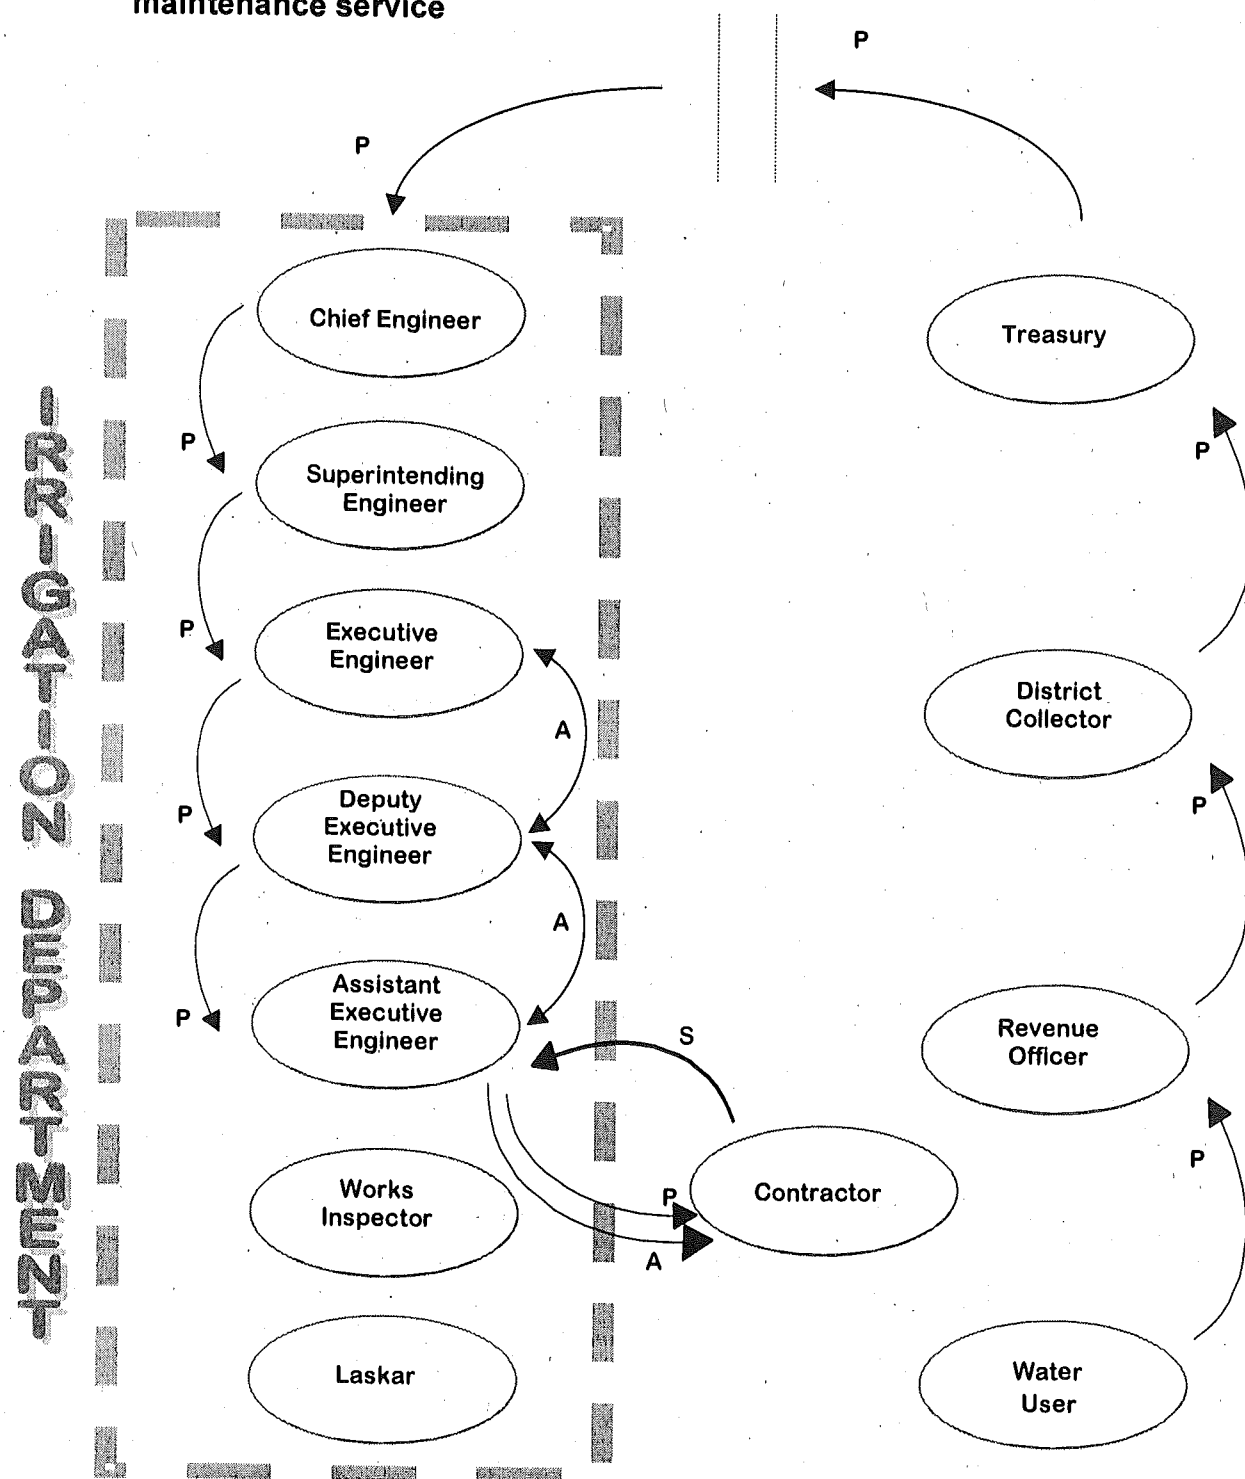 maintenance service
P
P
Chief Engineer
Treasury
P
P
Superintending
Engineer
P
Executive
Engineer
District
Collector
A
P
P
Deputy
Executive
Engineer
A
Assistant
Executive
Engineer
P
S
Revenue
Officer
P
Works
Inspector
P
Contractor
A
Laskar
Water
User
IRRIGATION DEPARTMENT